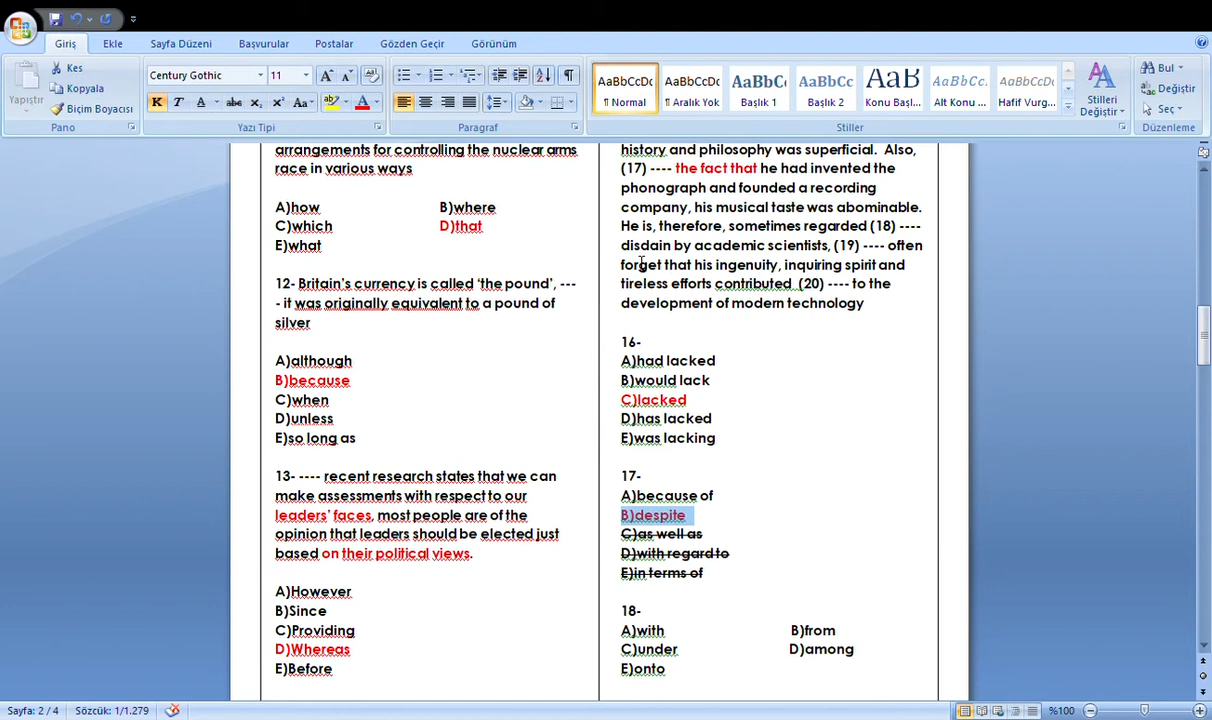 Giriş
Ekle
Sayfa Düzeni
Başvurular
Postalar
Gözden Geçir
Görünüm
Yapıştır
Kes
Kopyala
Biçim Boyacısı
Pano
Century Gothic
11
K T A abc x₂ x² Aa
Yazı Tipi
Paragraf
AaBbCcDc
¶ Normal
AaBbCcDc
¶ Aralık Yok
AaBbCc
Başlık 1
AaBbCc
Başlık 2
AaB
Konu Başl...
AaBbCc.
Alt Konu ...
AaBbCcDc
Hafif Vurg...
Stilleri
Değiştir
Stiller
Bul
Değiştir
Seç
Düzenleme
arrangements for controlling the nuclear arms
race in various ways
A)how B)where
C)which D)that
E)what
12- Britain's currency is called 'the pound', ---
- it was originally equivalent to a pound of
silver
A)although
B)because
C)when
D)unless
E)so long as
13- ---- recent research states that we can
make assessments with respect to our
leaders' faces, most people are of the
opinion that leaders should be elected just
based on their political views.
A)However
B)Since
C)Providing
D)Whereas
E)Before
history and philosophy was superficial. Also,
(17) ---- the fact that he had invented the
phonograph and founded a recording
company, his musical taste was abominable.
He is, therefore, sometimes regarded (18) ----
disdain by academic scientists, (19) ---- often
forget that his ingenuity, inquiring spirit and
tireless efforts contributed (20) ---- to the
development of modern technology
16-
A)had lacked
B)would lack
C)lacked
D)has lacked
E)was lacking
17-
A)because of
B)despite
C)as well as
D)with regard to
E)in terms of
18-
A)with B)from
C)under D)among
E)onto
Sayfa: 2 / 4
Sözcük: 1/1.279
%100